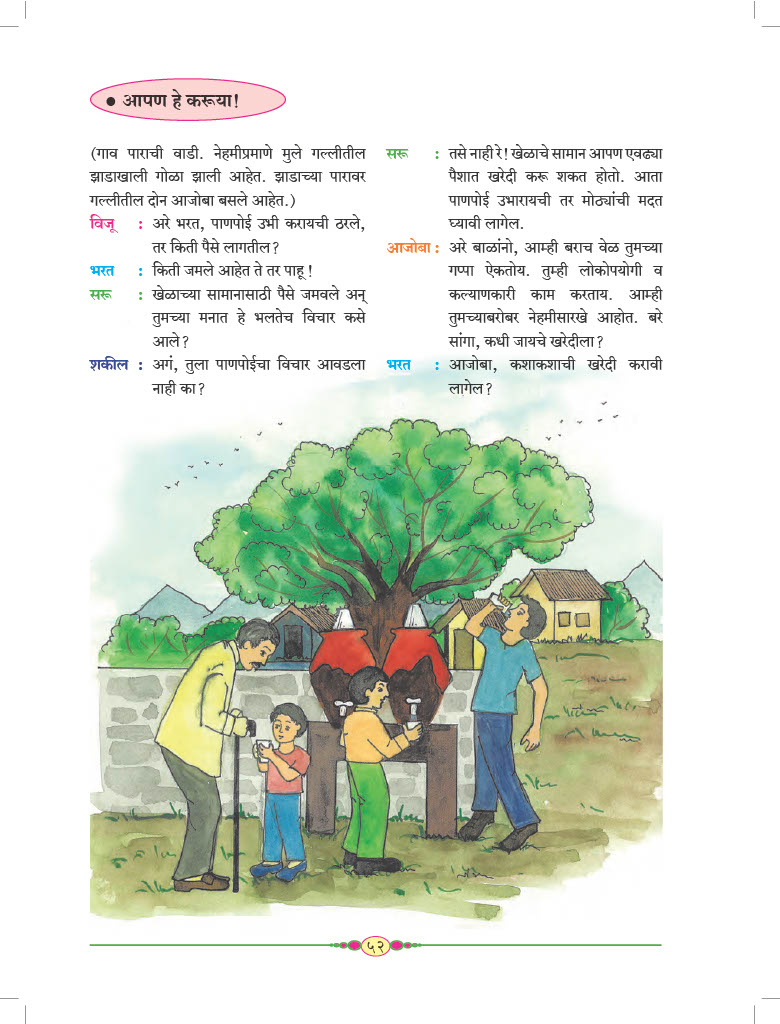 ● आपण हे करूया!
(गाव पाराची वाडी. नेहमीप्रमाणे मुले गल्लीतील
झाडाखाली गोळा झाली आहेत. झाडाच्या पारावर
गल्लीतील दोन आजोबा बसले आहेत.)
विजू : अरे भरत, पाणपोई उभी करायची ठरले,
तर किती पैसे लागतील?
भरत : किती जमले आहेत ते तर पाहू!
सरू : खेळाच्या सामानासाठी पैसे जमवले अन्
तुमच्या मनात हे भलतेच विचार कसे
आले?
शकील : अगं, तुला पाणपोईचा विचार आवडला
नाही का?
सरू : तसे नाही रे! खेळाचे सामान आपण एवढ्या
पैशात खरेदी करू शकत होतो. आता
पाणपोई उभारायची तर मोठ्यांची मदत
घ्यावी लागेल.
आजोबा : अरे बाळांनो, आम्ही बराच वेळ तुमच्या
गप्पा ऐकतोय. तुम्ही लोकोपयोगी व
कल्याणकारी काम करताय. आम्ही
तुमच्याबरोबर नेहमीसारखे आहोत. बरे
सांगा, कधी जायचे खरेदीला?
भरत : आजोबा, कशाकशाची खरेदी करावी
लागेल?
५२